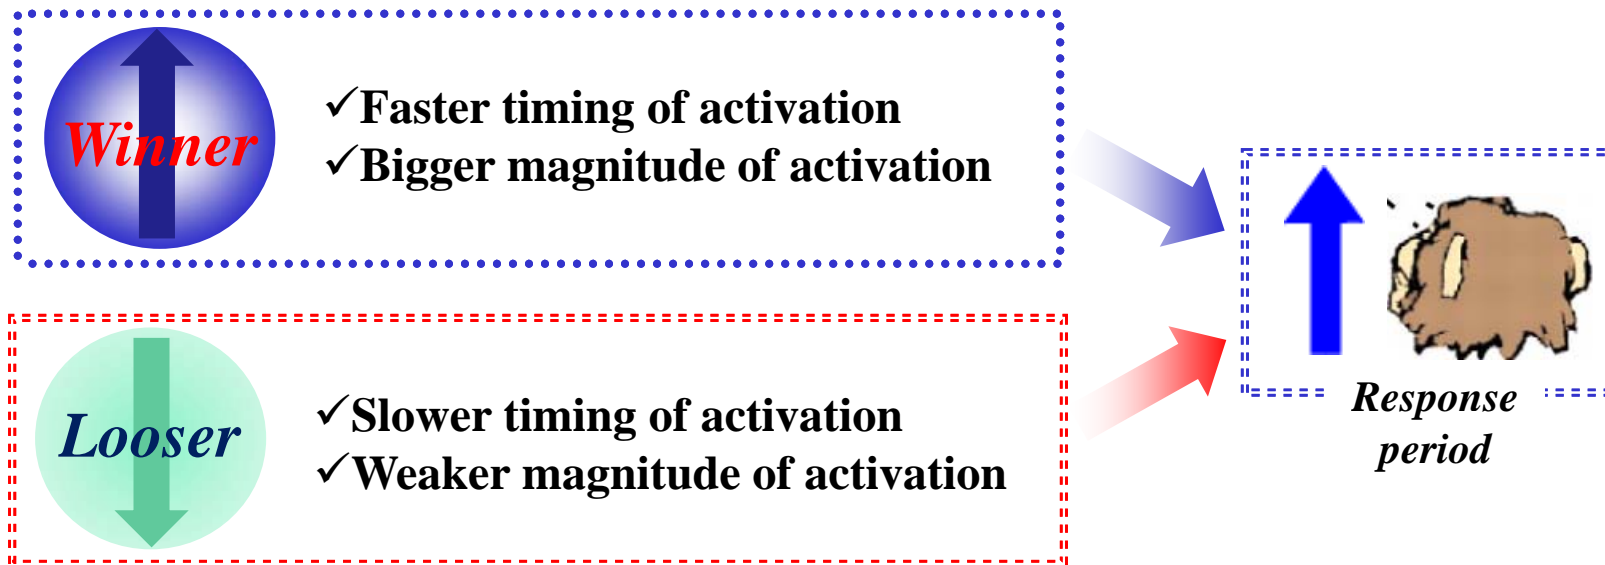 Winner
✓Faster timing of activation
✓Bigger magnitude of activation
Looser
✓Slower timing of activation
✓Weaker magnitude of activation
Response
period